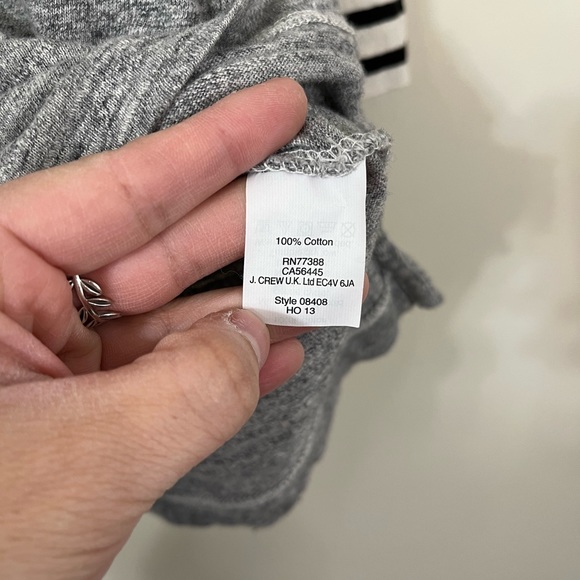 100% Cotton
RN77388
CA56445
J. CREW U.K. Ltd EC4V 6JA
Style 08408
HO 13